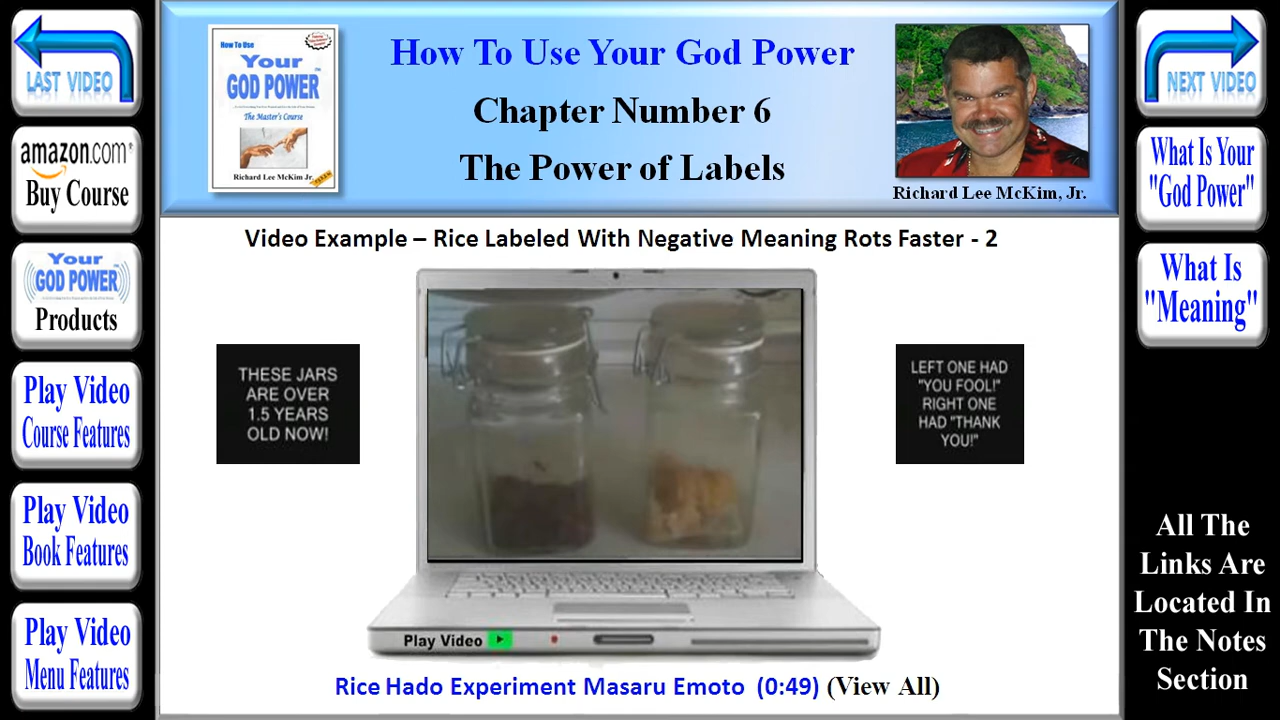 LAST VIDEO
amazon.com
Buy Course
Your
GOD POWER
Products
Play Video
Course Features
Play Video
Book Features
Play Video
Menu Features
How To Use
Your
GOD POWER
The Master's Course
Richard Lee McKim Jr.
How To Use Your God Power
Chapter Number 6
The Power of Labels
Richard Lee McKim, Jr.
Video Example – Rice Labeled With Negative Meaning Rots Faster - 2
THESE JARS
ARE OVER
1.5 YEARS
OLD NOW!
LEFT ONE HAD
"YOU FOOL!"
RIGHT ONE
HAD "THANK
YOU!"
Play Video
Rice Hado Experiment Masaru Emoto (0:49) (View All)
NEXT VIDEO
What Is Your
"God Power"
What Is
"Meaning"
All The
Links Are
Located In
The Notes
Section